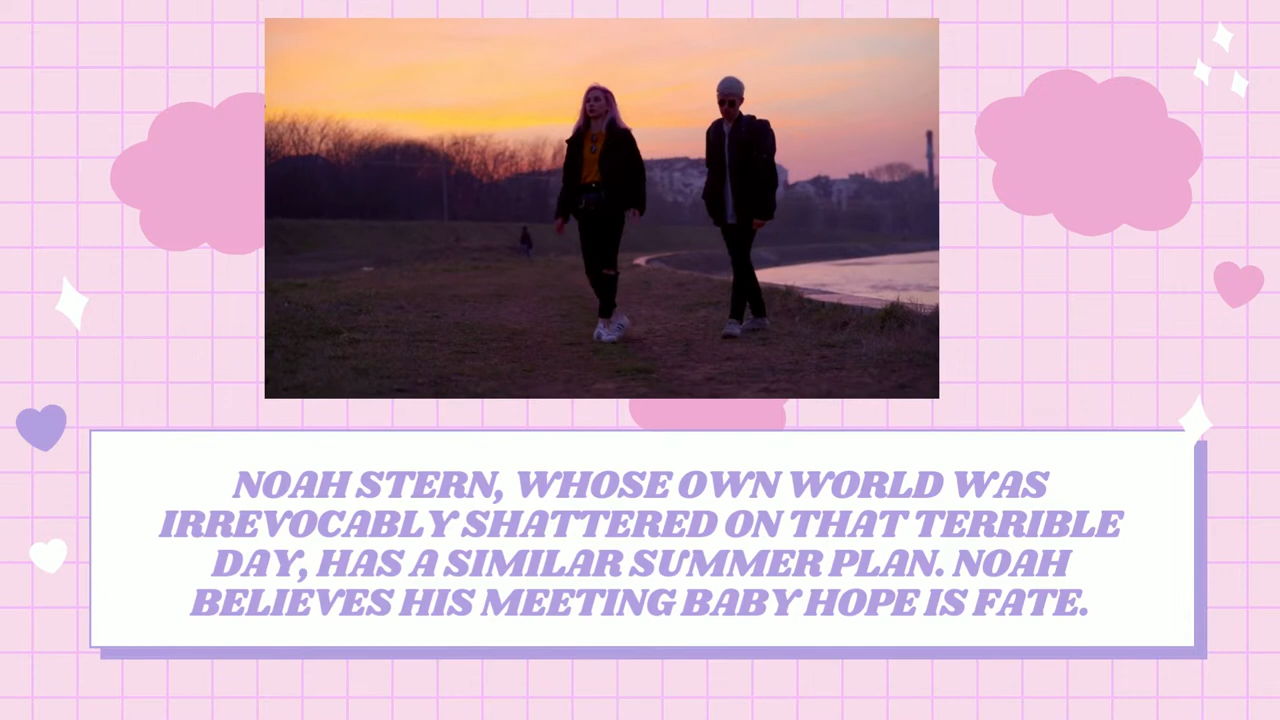 NOAH STERN, WHOSE OWN WORLD WAS
IRREVOCABLY SHATTERED ON THAT TERRIBLE
DAY, HAS A SIMILAR SUMMER PLAN. NOAH
BELIEVES HIS MEETING BABY HOPE IS FATE.